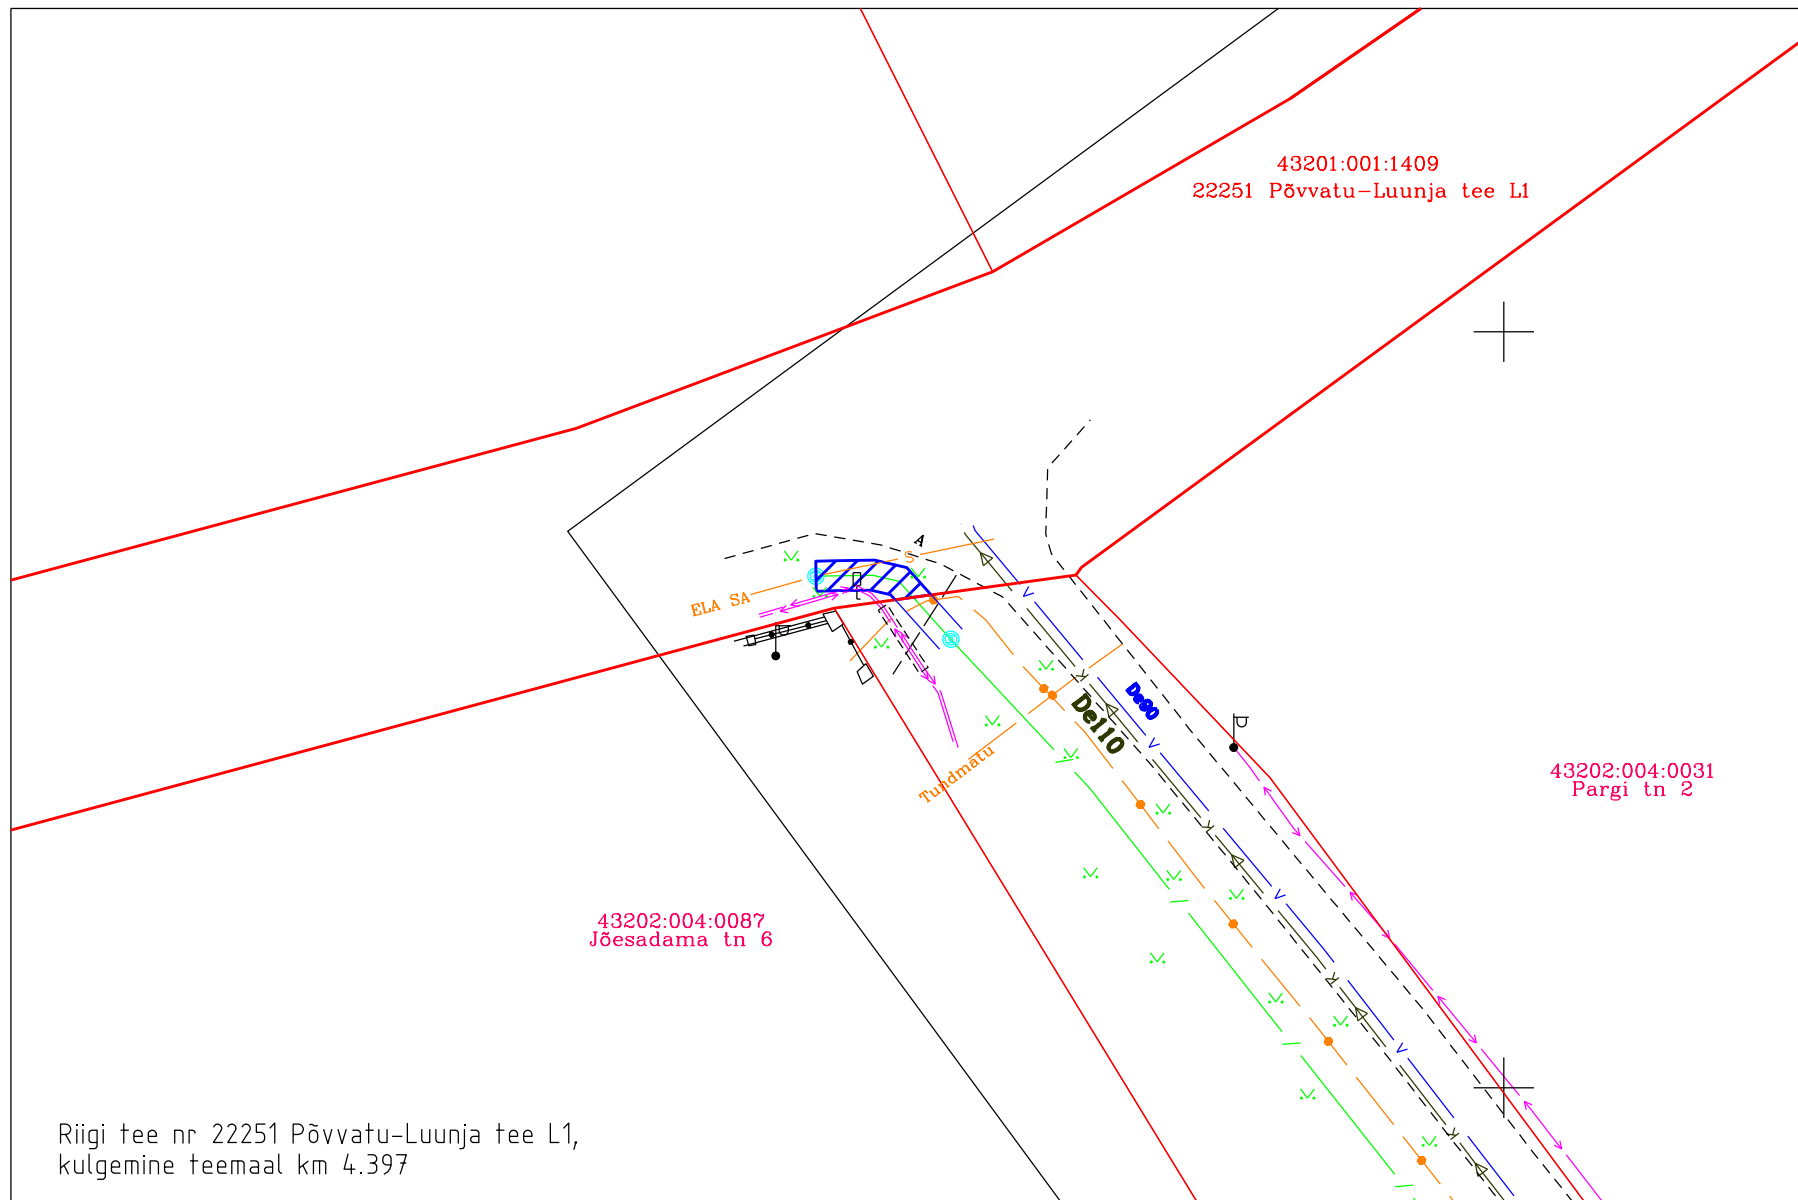 43201:001:1409
22251 Põvvatu-Luunja tee L1
A
S
ELA SA
V
K
De90
De110
V
Tundmatu
43202:004:0031
Pargi tn 2
K
V
43202:004:0087
Jõesadama tn 6
K
V
K
Riigi tee nr 22251 Põvvatu-Luunja tee L1,
kulgemine teemaal km 4.397